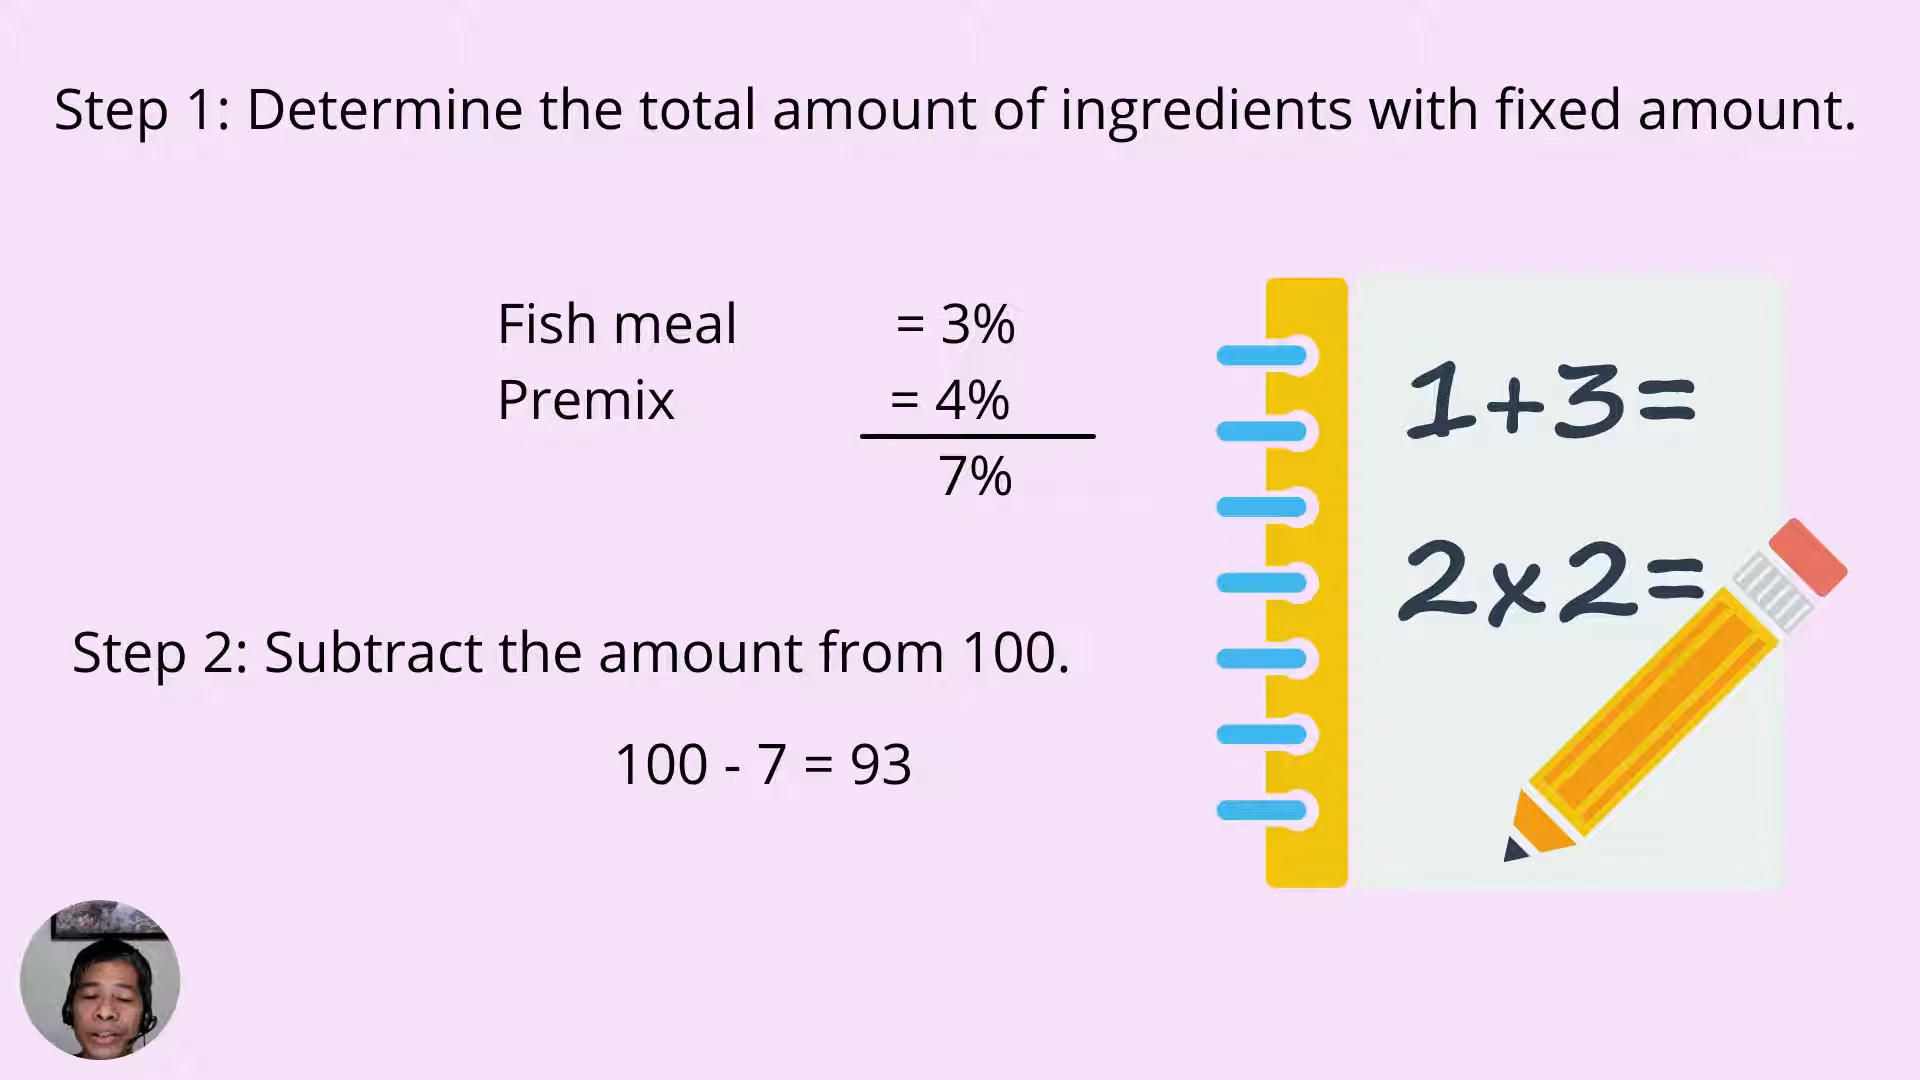 Step 1: Determine the total amount of ingredients with fixed amount.
Fish meal = 3%
Premix = 4%
7%
Step 2: Subtract the amount from 100.
100 - 7 = 93
1+3=
2x2=